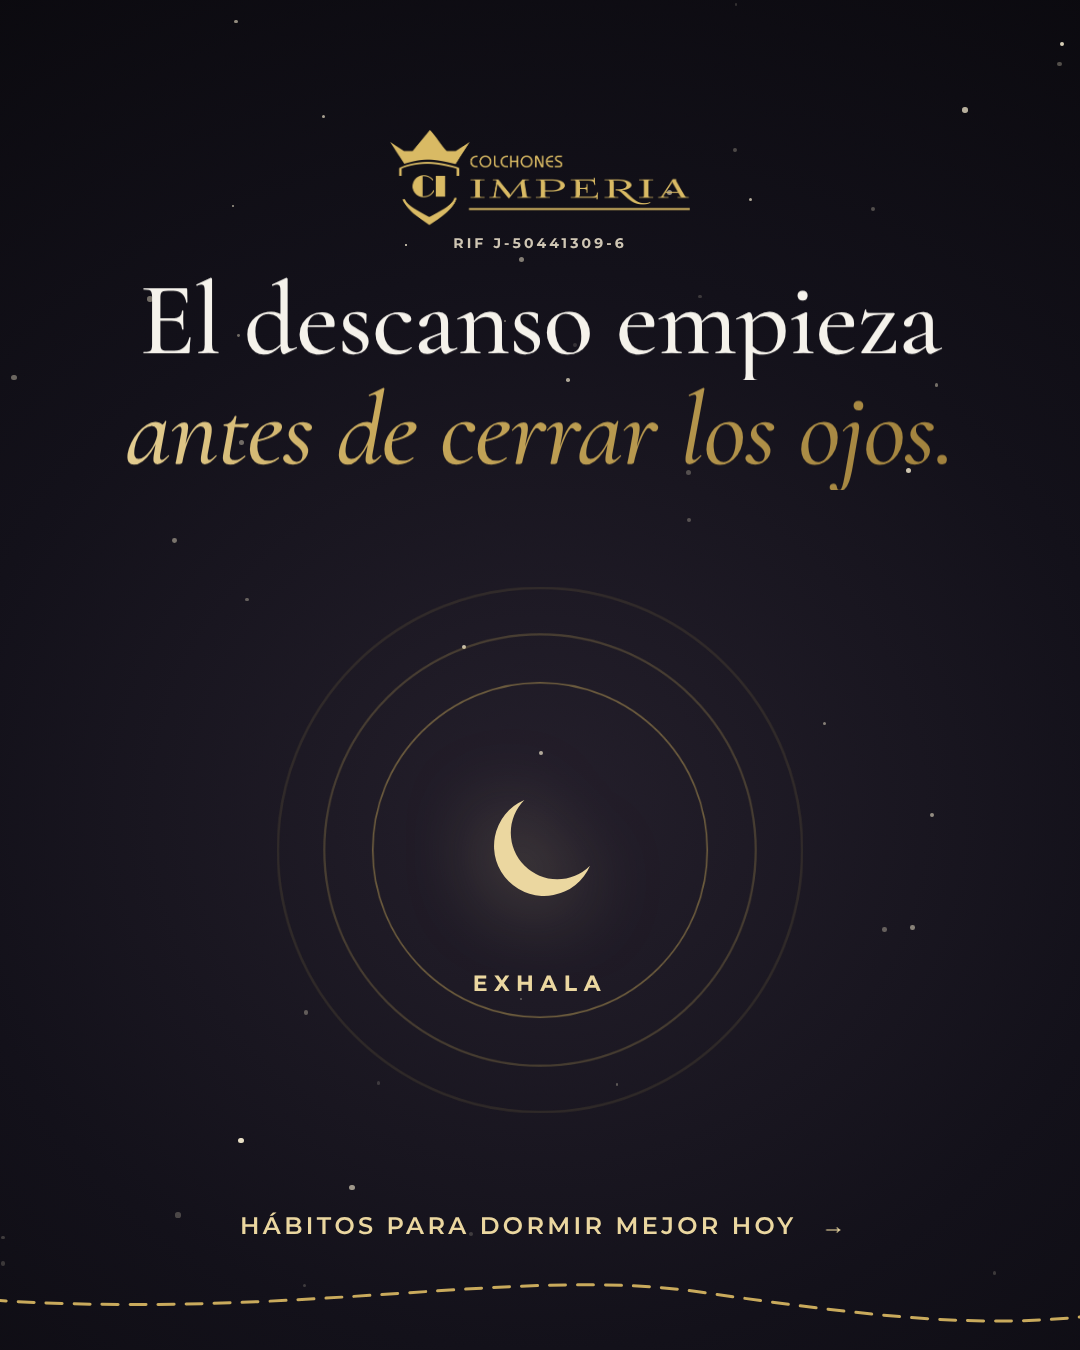 COLCHONES
CI IMPERIA
RIF J-50441309-6
El descanso empieza
antes de cerrar los ojos.
EXHALA
HÁBITOS PARA DORMIR MEJOR HOY →